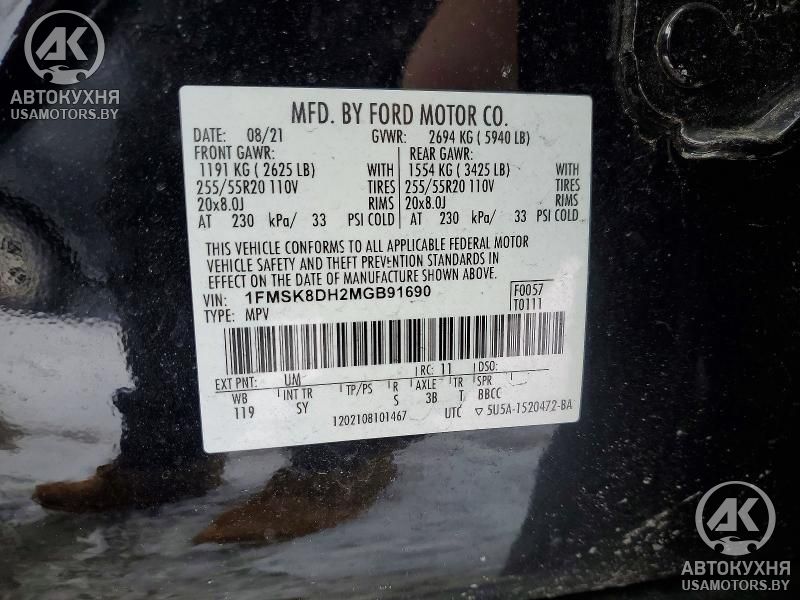 АК
АВТОКУХНЯ
USAMOTORS.BY
MFD. BY FORD MOTOR CO.
DATE: 08/21 GVWR: 2694 KG ( 5940 LB)
FRONT GAWR: REAR GAWR:
1191 KG ( 2625 LB) WITH 1554 KG ( 3425 LB) WITH
255/55R20 110V TIRES 255/55R20 110V TIRES
20x8.0J RIMS 20x8.0J RIMS
AT 230 kPa/ 33 PSI COLD AT 230 kPa/ 33 PSI COLD
THIS VEHICLE CONFORMS TO ALL APPLICABLE FEDERAL MOTOR
VEHICLE SAFETY AND THEFT PREVENTION STANDARDS IN
EFFECT ON THE DATE OF MANUFACTURE SHOWN ABOVE.
VIN: 1FMSK8DH2MGB91690 F0057
TYPE: MPV T0111
EXT PNT: UM RC: 11 DSO:
WB INT TR TP/PS R AXLE TR SPR
119 SY S 3B T BBCC
1202108101467 UTC ▽ 5U5A-1520472-BA
АК
АВТОКУХНЯ
USAMOTORS.BY